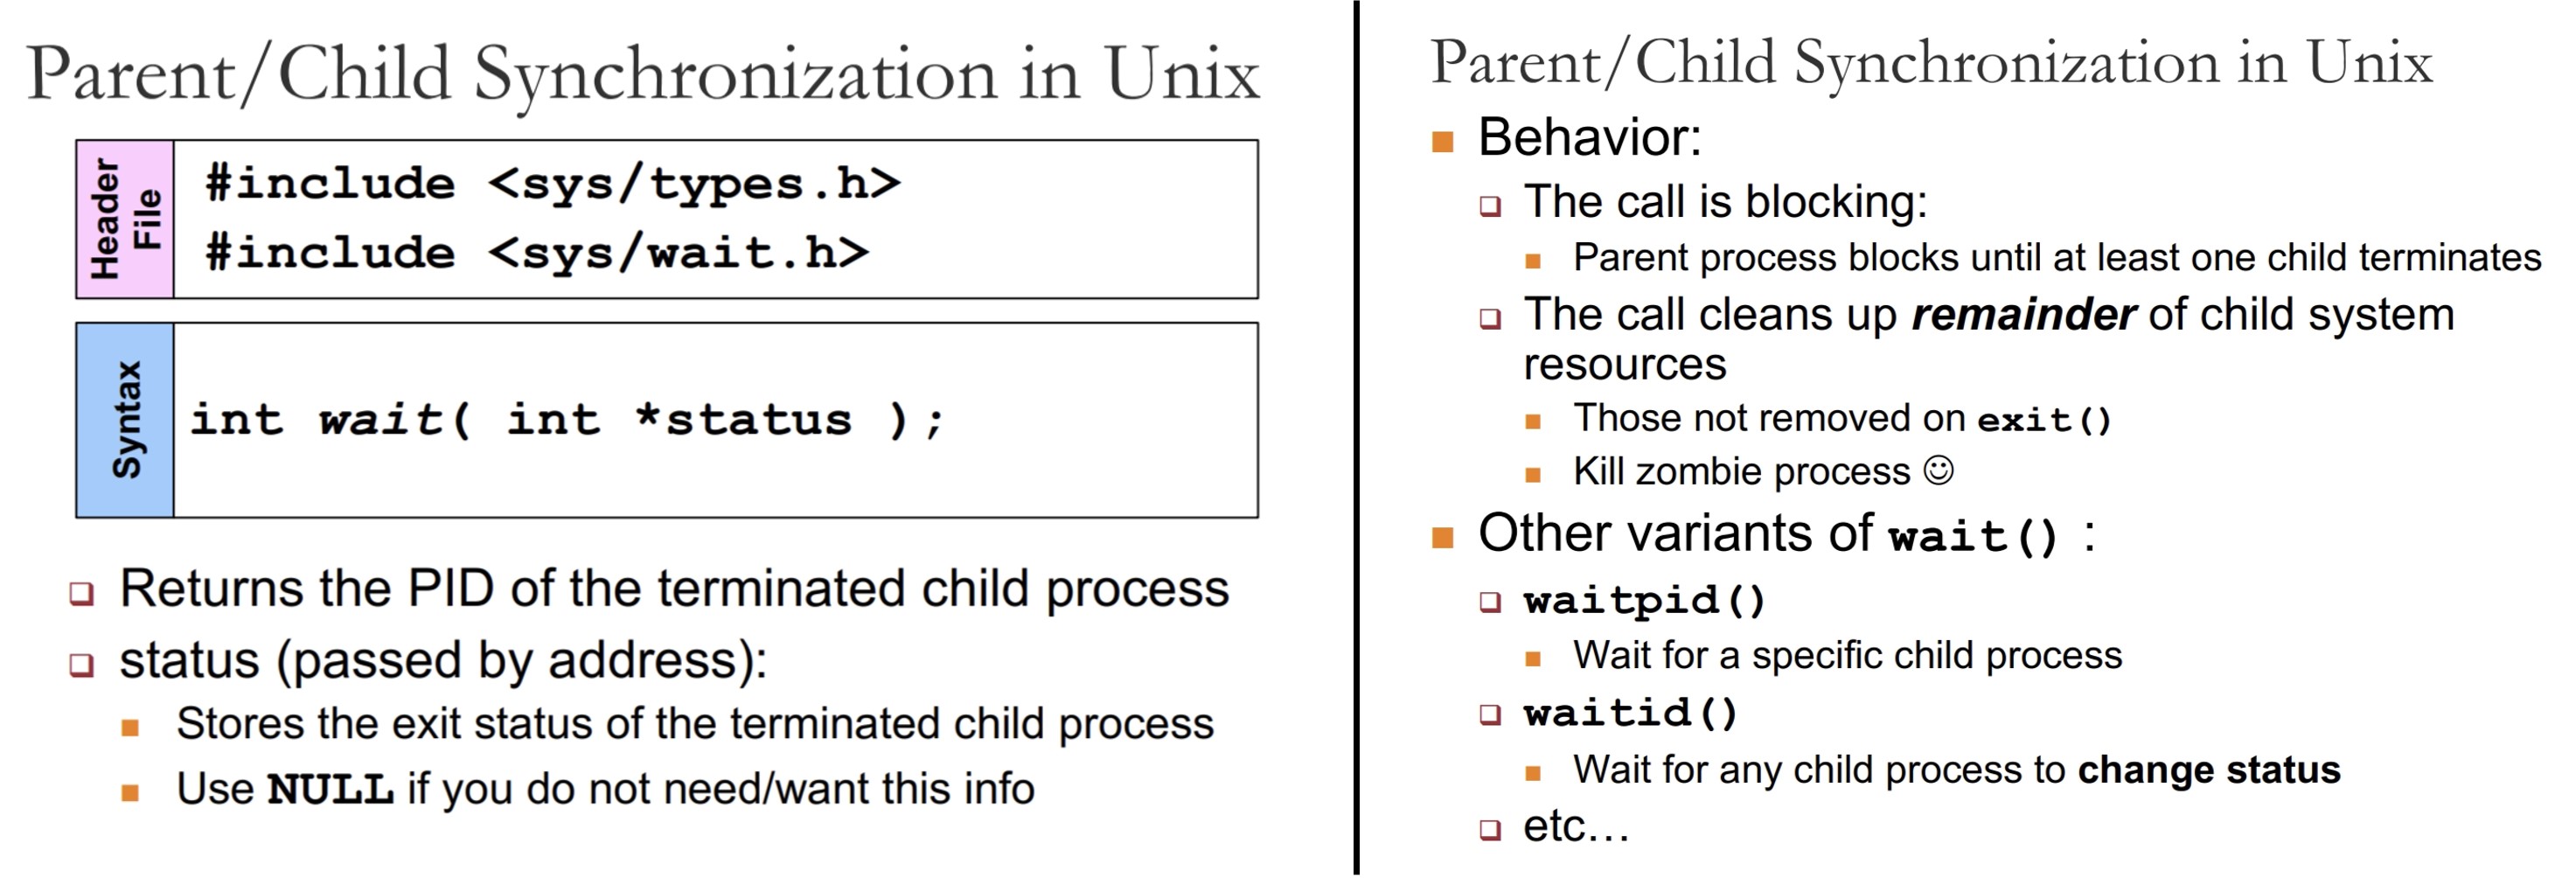 Parent/Child Synchronization in Unix
Header
File
#include <sys/types.h>
#include <sys/wait.h>
Syntax
int wait( int *status );
Returns the PID of the terminated child process
status (passed by address):
Stores the exit status of the terminated child process
Use NULL if you do not need/want this info
Parent/Child Synchronization in Unix
Behavior:
The call is blocking:
Parent process blocks until at least one child terminates
The call cleans up remainder of child system
resources
Those not removed on exit()
Kill zombie process ☺
Other variants of wait() :
waitpid()
Wait for a specific child process
waitid()
Wait for any child process to change status
etc…